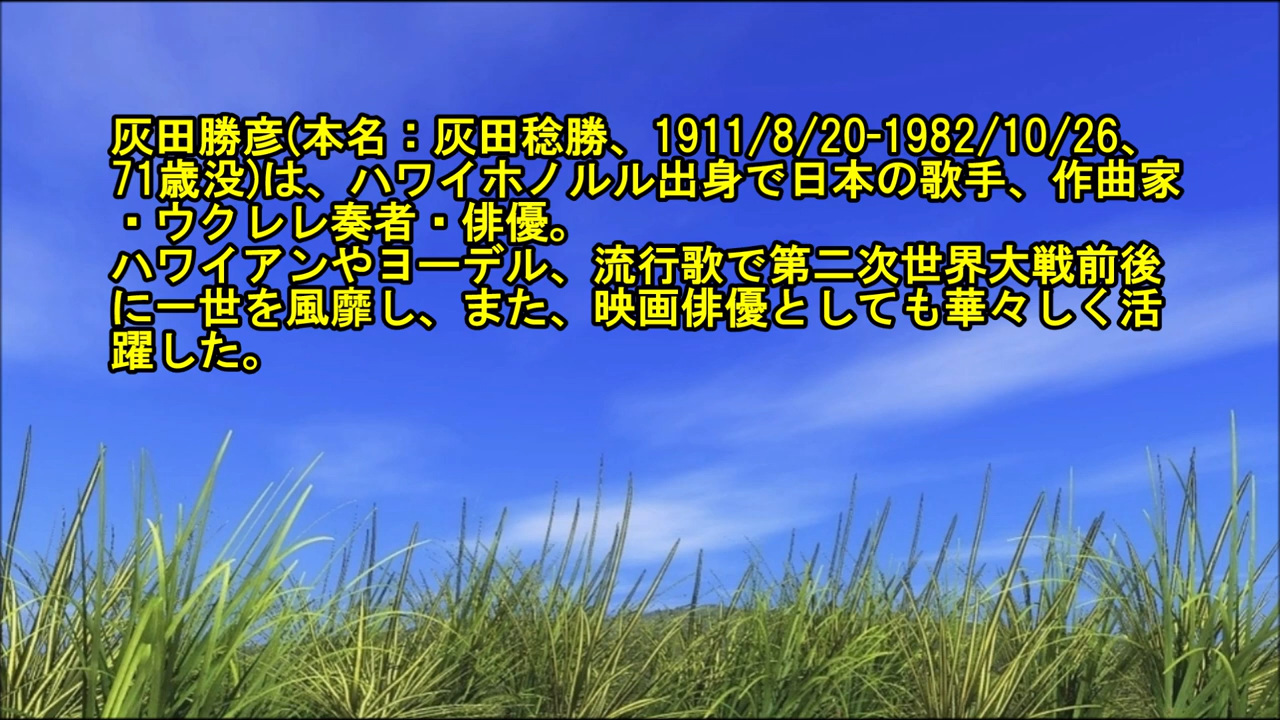 灰田勝彦(本名：灰田稔勝、1911/8/20-1982/10/26、
71歳没)は、ハワイホノルル出身で日本の歌手、作曲家
・ウクレレ奏者・俳優。
ハワイアンやヨーデル、流行歌で第二次世界大戦前後
に一世を風靡し、また、映画俳優としても華々しく活
躍した。